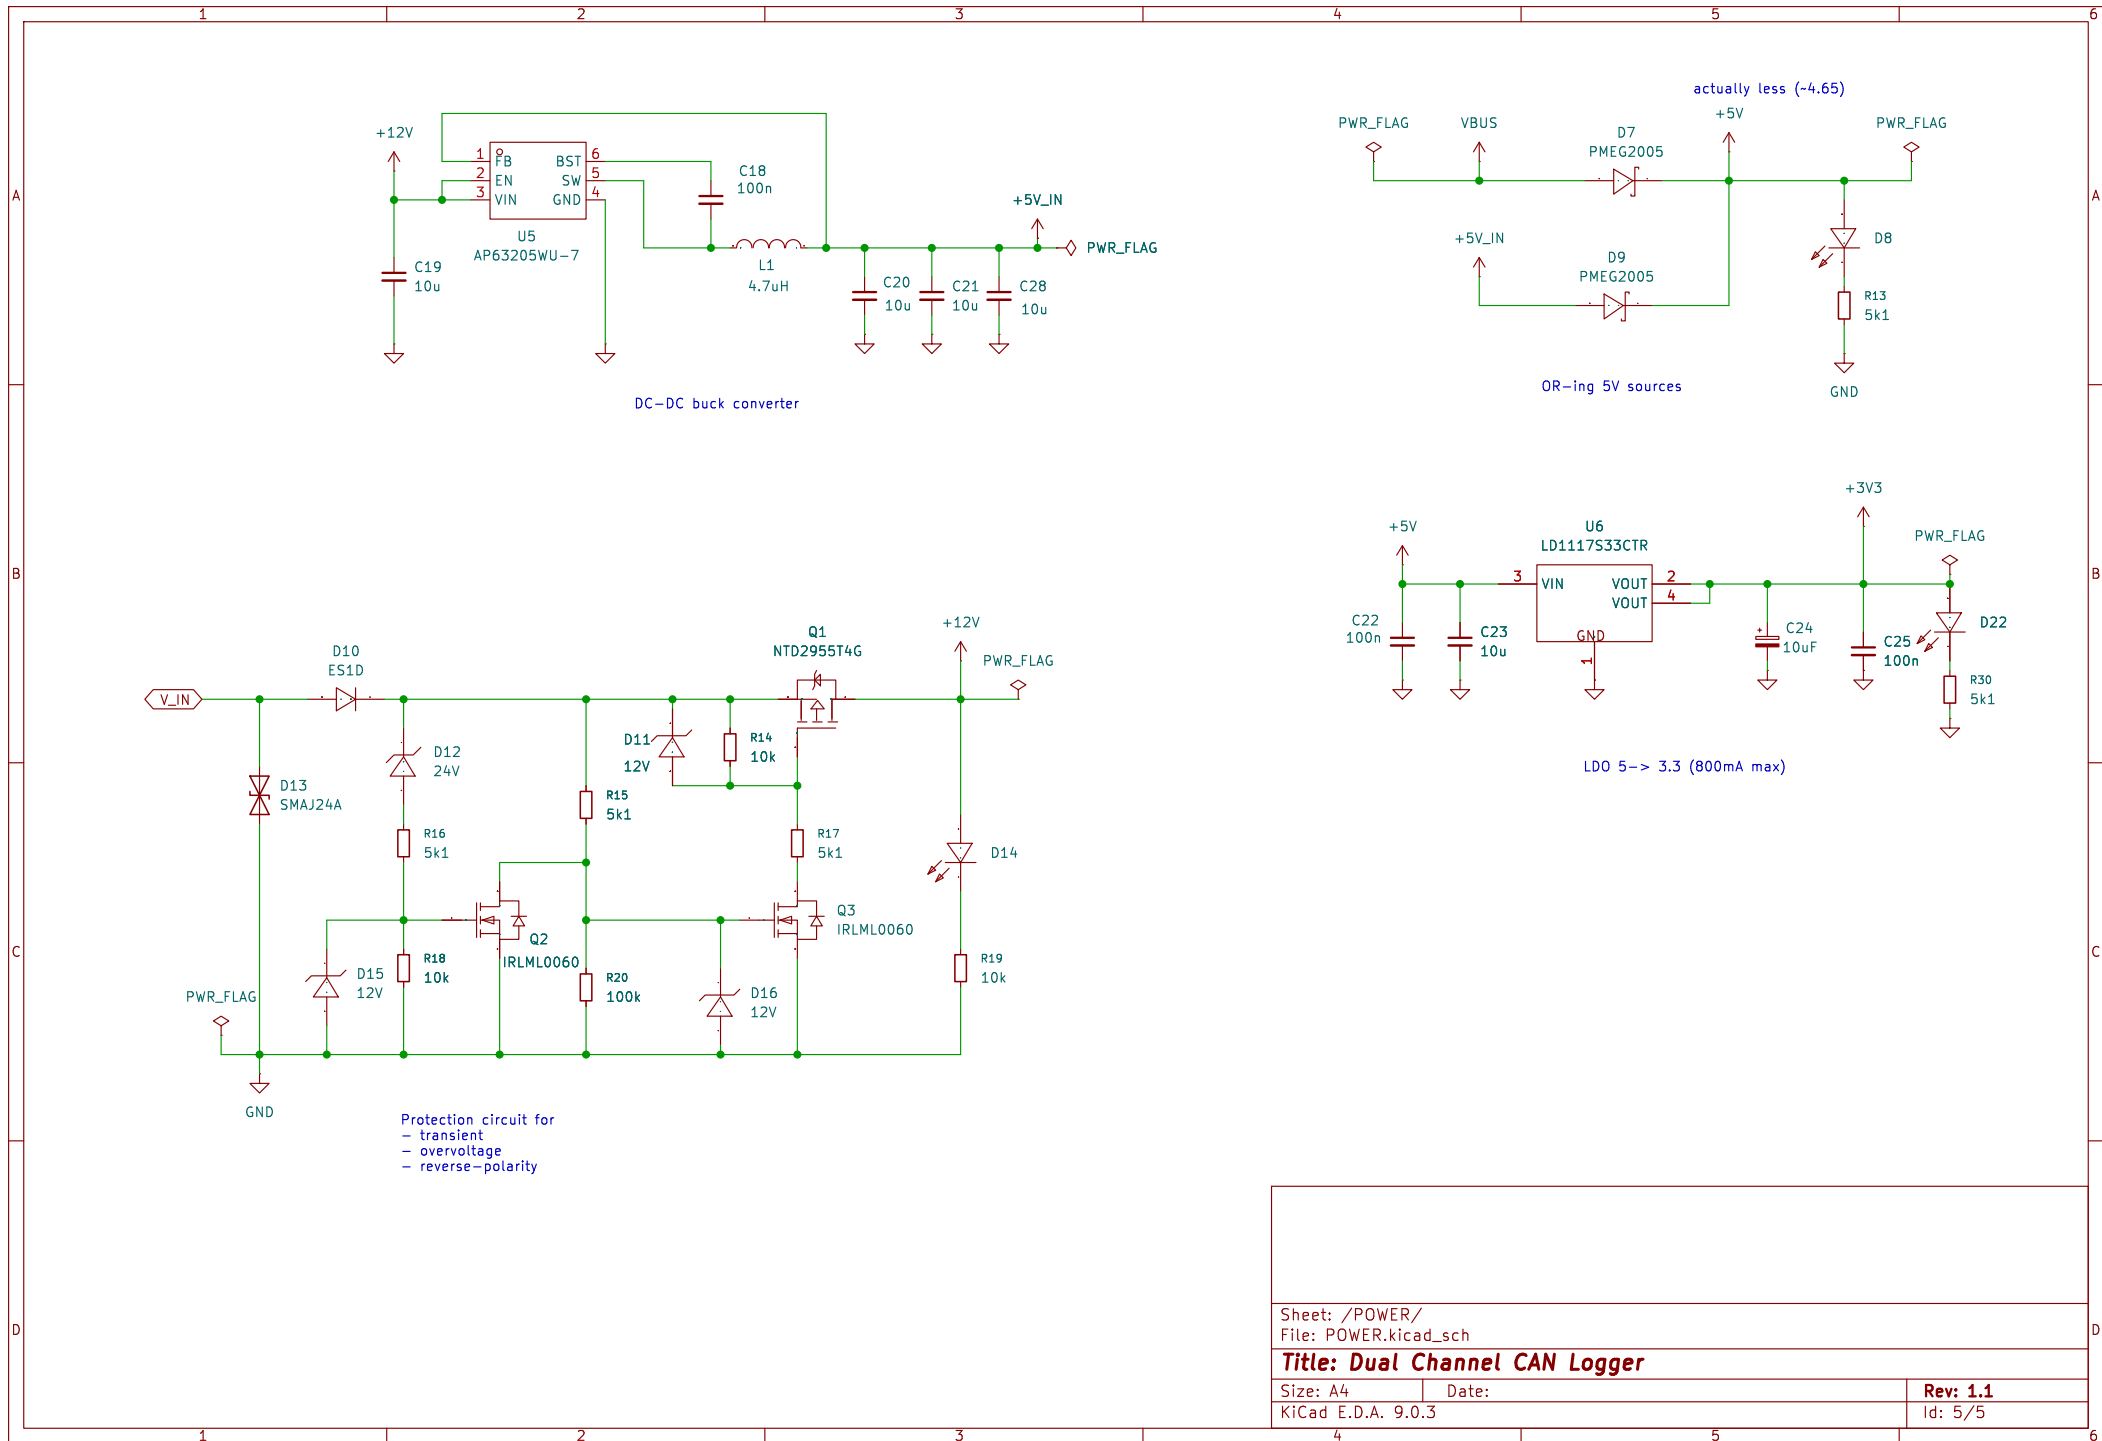 1 2 3 4 5 6
A
B
C
D
A
B
C
D
1 2 3 4 5 6
+12V
1 FB
2 EN
3 VIN
BST 6
SW 5
GND 4
U5
AP63205WU-7
C18
100n
C19
10u
L1
4.7uH
+5V_IN
PWR_FLAG
C20
10u
C21
10u
C28
10u
DC-DC buck converter
actually less (~4.65)
PWR_FLAG
VBUS
D7
PMEG2005
+5V
PWR_FLAG
+5V_IN
D9
PMEG2005
D8
R13
5k1
GND
OR-ing 5V sources
+3V3
+5V
U6
LD1117S33CTR
PWR_FLAG
3 VIN
VOUT 2
VOUT 4
GND
1
C22
100n
C23
10u
C24
10uF
C25
100n
D22
R30
5k1
LDO 5-> 3.3 (800mA max)
V_IN
D10
ES1D
Q1
NTD2955T4G
+12V
PWR_FLAG
D13
SMAJ24A
D12
24V
D11
12V
R14
10k
R15
5k1
R16
5k1
R17
5k1
D14
Q2
IRLML0060
Q3
IRLML0060
D15
12V
R18
10k
R20
100k
D16
12V
R19
10k
PWR_FLAG
GND
Protection circuit for
- transient
- overvoltage
- reverse-polarity
Sheet: /POWER/
File: POWER.kicad_sch
Title: Dual Channel CAN Logger
Size: A4 Date: Rev: 1.1
KiCad E.D.A. 9.0.3 Id: 5/5